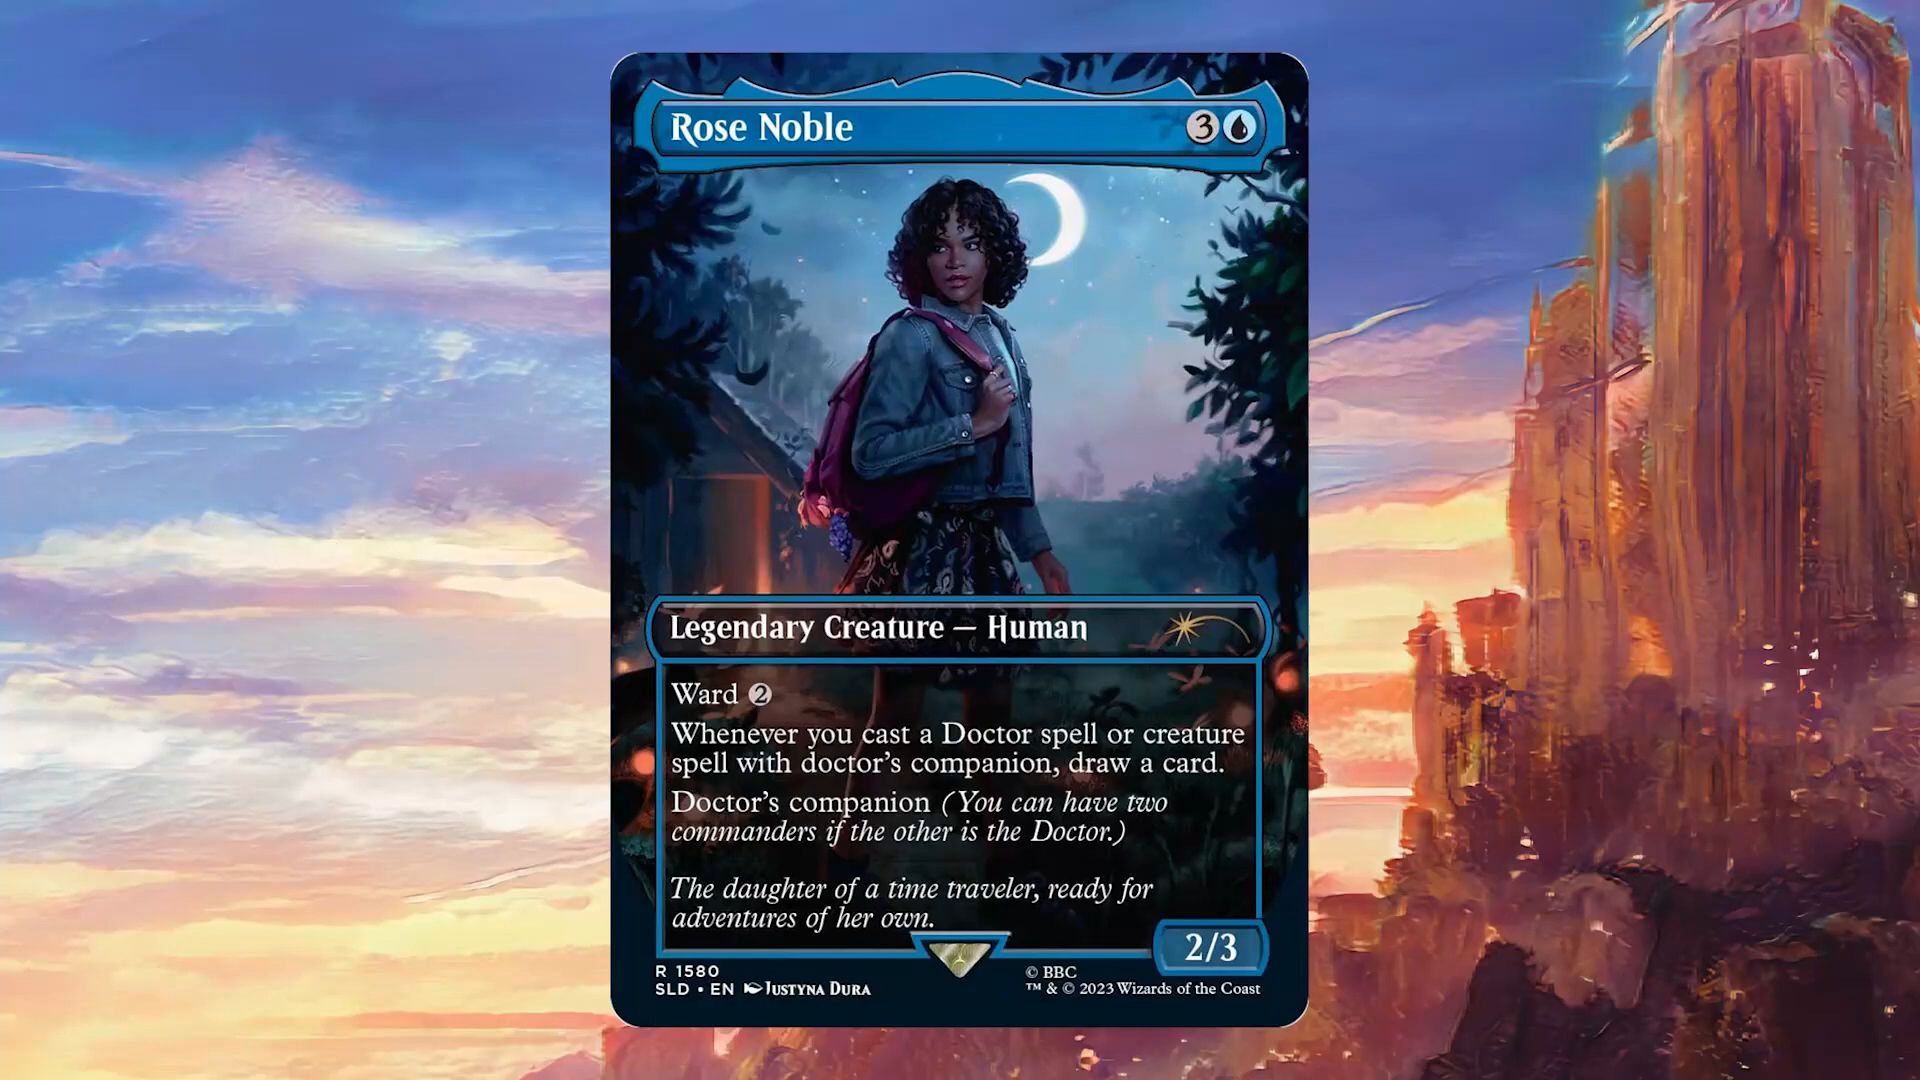 Rose Noble
3
Legendary Creature — Human
Ward 2
Whenever you cast a Doctor spell or creature
spell with doctor's companion, draw a card.
Doctor's companion (You can have two
commanders if the other is the Doctor.)
The daughter of a time traveler, ready for
adventures of her own.
2/3
R 1580
SLD • EN Justyna Dura
© BBC
™ & © 2023 Wizards of the Coast